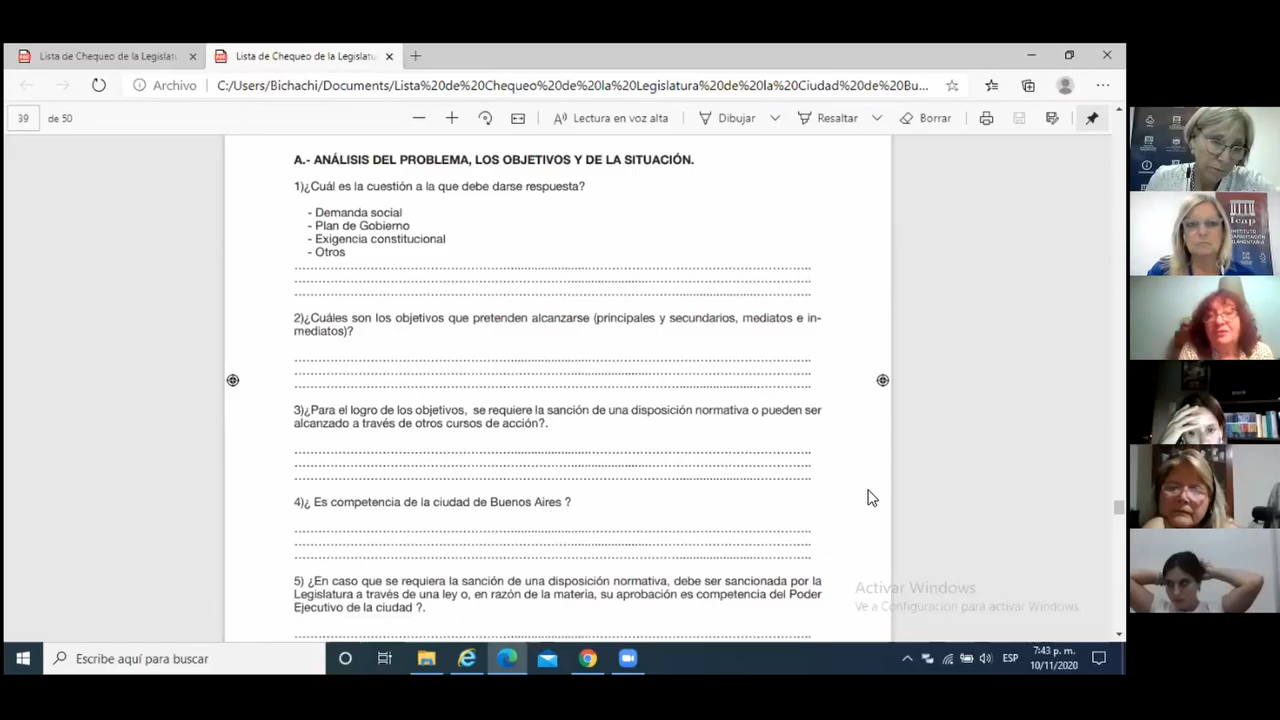 Lista de Chequeo de la Legislatu
Lista de Chequeo de la Legislatu
Archivo
C:/Users/Bichachi/Documents/Lista%20de%20Chequeo%20de%20la%20Legislatura%20de%20la%20Ciudad%20de%20Bu...
39 de 50
Lectura en voz alta
Dibujar
Resaltar
Borrar
A.- ANÁLISIS DEL PROBLEMA, LOS OBJETIVOS Y DE LA SITUACIÓN.
1)¿Cuál es la cuestión a la que debe darse respuesta?
- Demanda social
- Plan de Gobierno
- Exigencia constitucional
- Otros
2)¿Cuáles son los objetivos que pretenden alcanzarse (principales y secundarios, mediatos e in-
mediatos)?
3)¿Para el logro de los objetivos, se requiere la sanción de una disposición normativa o pueden ser
alcanzado a través de otros cursos de acción?.
4)¿ Es competencia de la ciudad de Buenos Aires ?
5) ¿En caso que se requiera la sanción de una disposición normativa, debe ser sancionada por la
Legislatura a través de una ley o, en razón de la materia, su aprobación es competencia del Poder
Ejecutivo de la ciudad ?.
Activar Windows
Ve a Configuración para activar Windows.
Icap
Escribe aquí para buscar
ESP
7:43 p. m.
10/11/2020